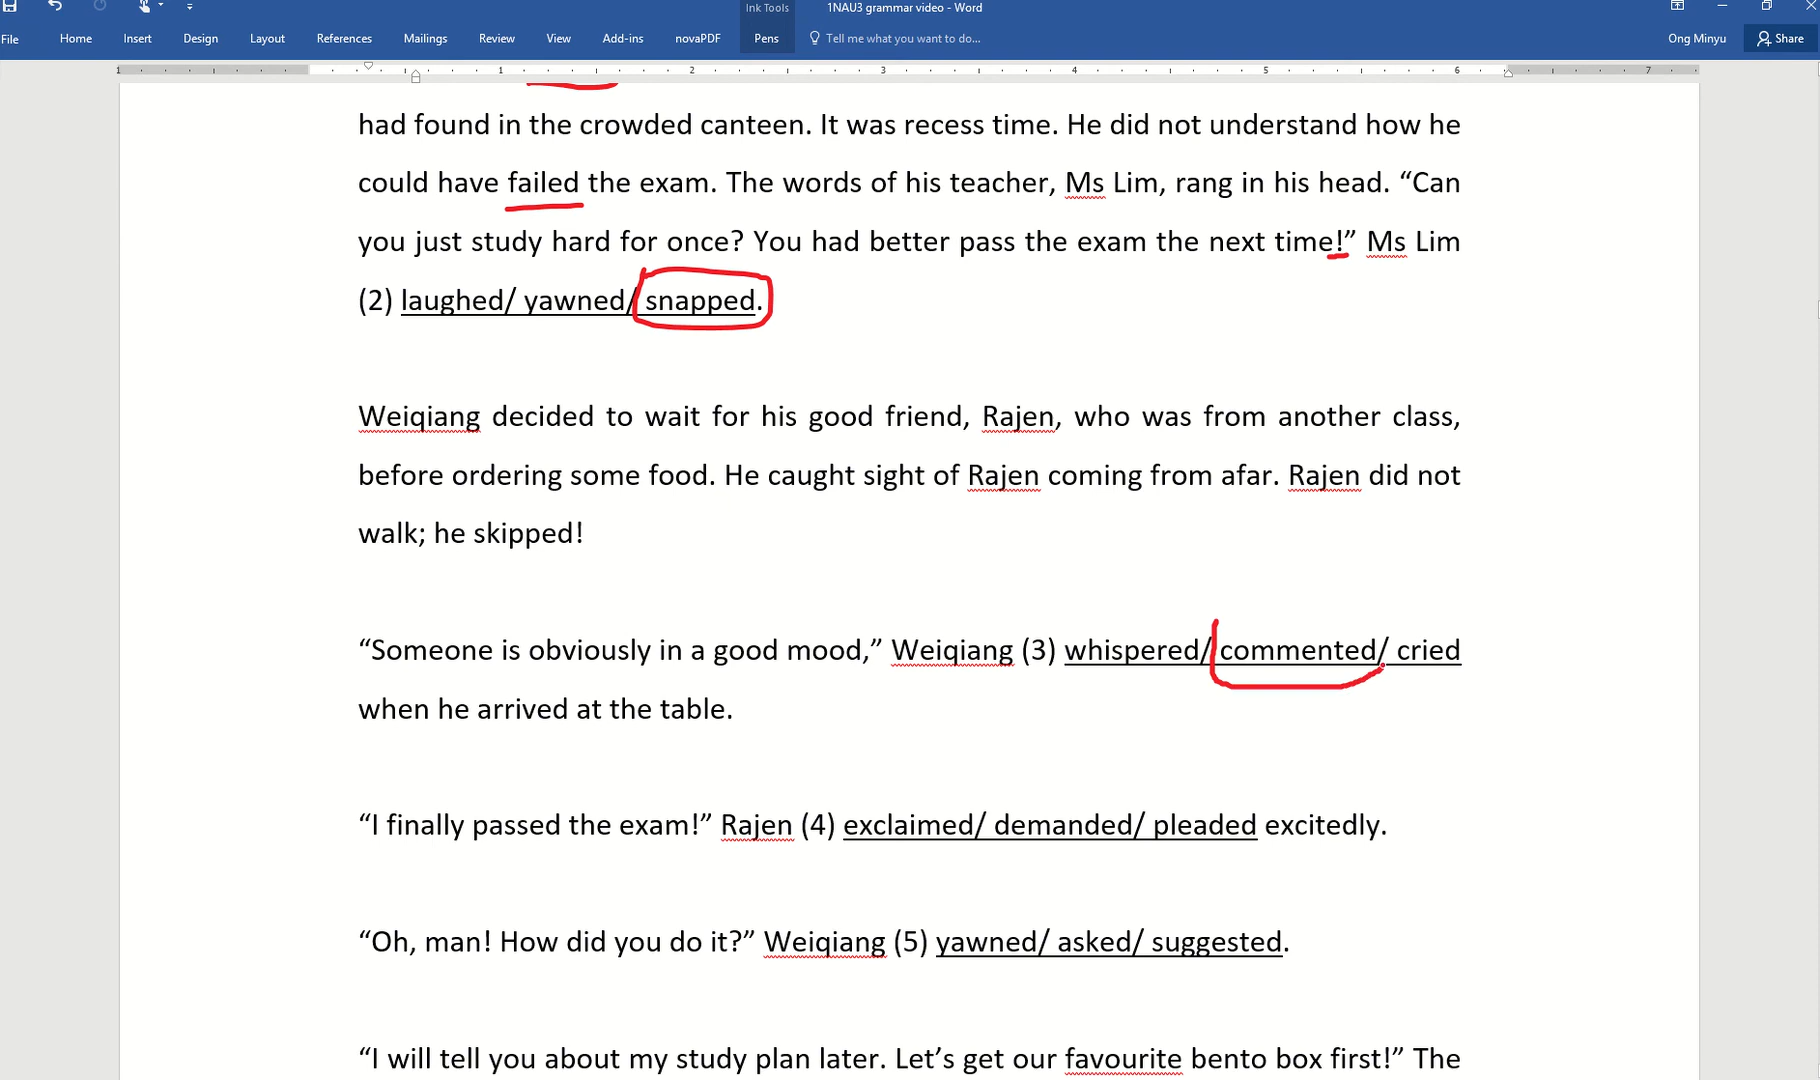 Ink Tools
1NAU3 grammar video - Word
File Home Insert Design Layout References Mailings Review View Add-ins novaPDF Pens Tell me what you want to do... Ong Minyu Share
1 1 2 3 4 5 6 7
had found in the crowded canteen. It was recess time. He did not understand how he
could have failed the exam. The words of his teacher, Ms Lim, rang in his head. “Can
you just study hard for once? You had better pass the exam the next time!” Ms Lim
(2) laughed/ yawned/ snapped.
Weiqiang decided to wait for his good friend, Rajen, who was from another class,
before ordering some food. He caught sight of Rajen coming from afar. Rajen did not
walk; he skipped!
“Someone is obviously in a good mood,” Weiqiang (3) whispered/ commented/ cried
when he arrived at the table.
“I finally passed the exam!” Rajen (4) exclaimed/ demanded/ pleaded excitedly.
“Oh, man! How did you do it?” Weiqiang (5) yawned/ asked/ suggested.
“I will tell you about my study plan later. Let’s get our favourite bento box first!” The